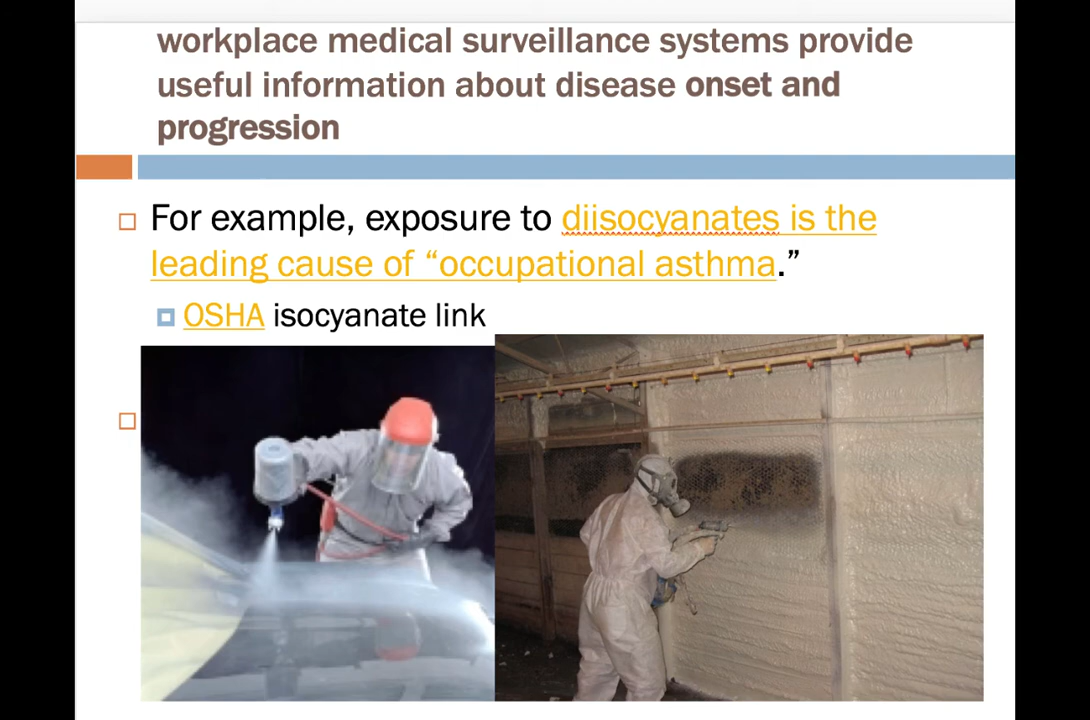 workplace medical surveillance systems provide
useful information about disease onset and
progression
For example, exposure to diisocyanates is the
leading cause of “occupational asthma.”
OSHA isocyanate link